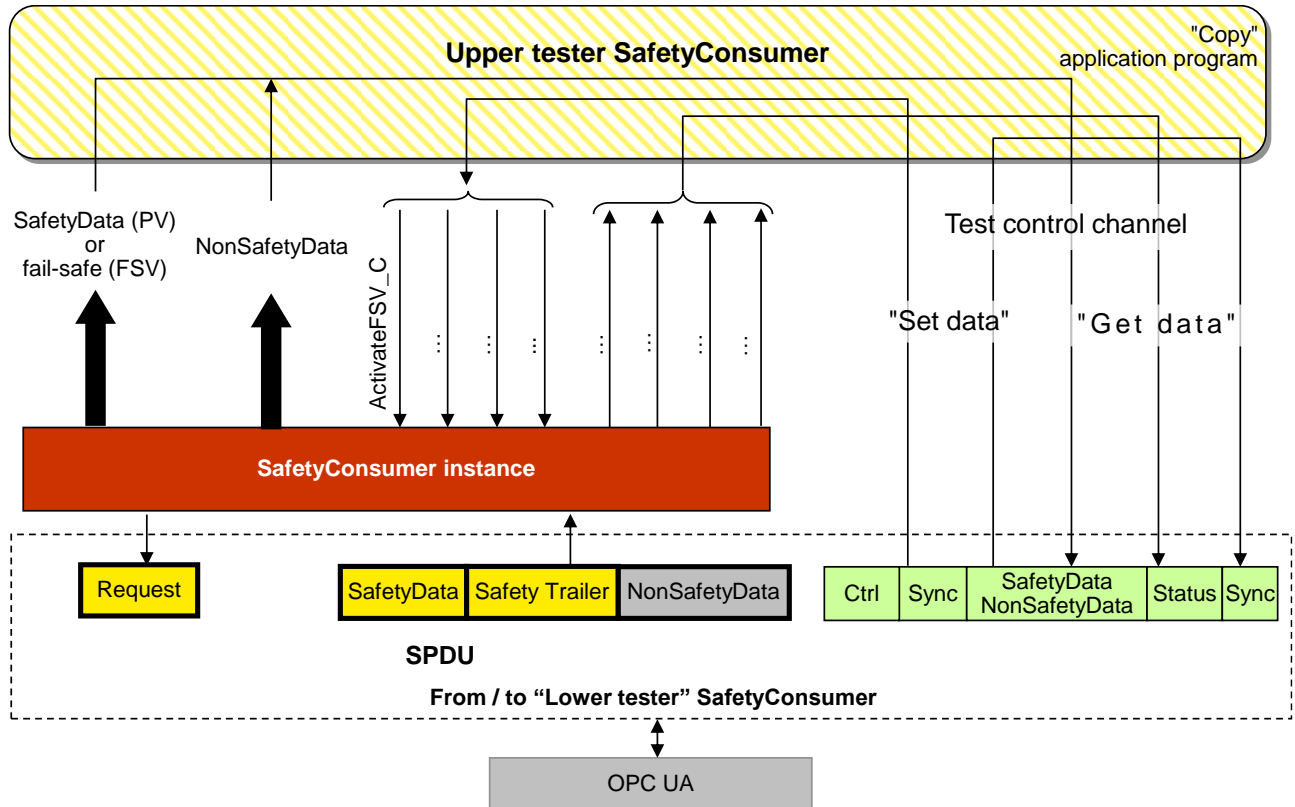 Upper tester SafetyConsumer
"Copy"
application program
SafetyData (PV)
or
fail-safe (FSV)
NonSafetyData
ActivateFSV_C
...
...
...
...
...
...
...
Test control channel
"Set data"
"Get data"
SafetyConsumer instance
Request
SafetyData
Safety Trailer
NonSafetyData
Ctrl
Sync
SafetyData
NonSafetyData
Status
Sync
SPDU
From / to “Lower tester” SafetyConsumer
OPC UA